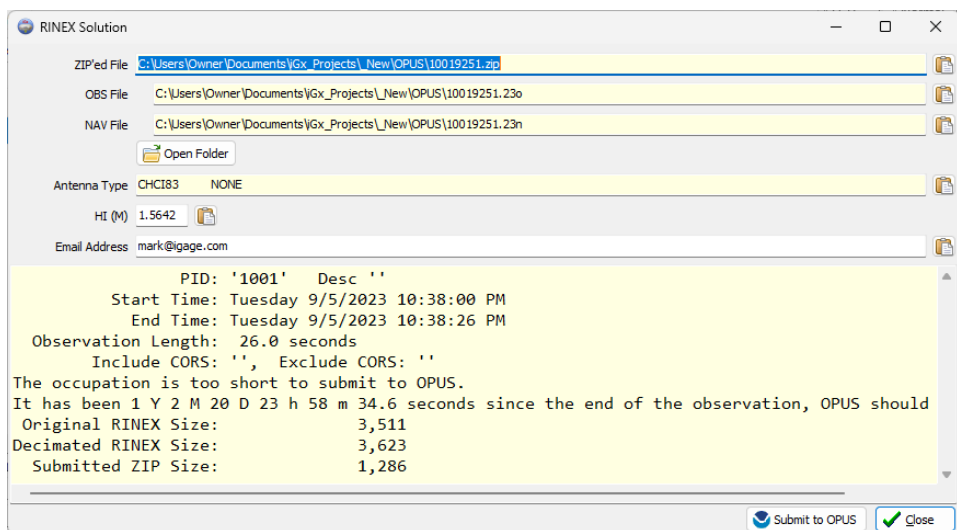 RINEX Solution
ZIP'ed File C:\Users\Owner\Documents\iGx_Projects\_New\OPUS\10019251.zip
OBS File C:\Users\Owner\Documents\iGx_Projects\_New\OPUS\10019251.23o
NAV File C:\Users\Owner\Documents\iGx_Projects\_New\OPUS\10019251.23n
Open Folder
Antenna Type CHCI83 NONE
HI (M) 1.5642
Email Address mark@igage.com
PID: '1001' Desc ''
Start Time: Tuesday 9/5/2023 10:38:00 PM
End Time: Tuesday 9/5/2023 10:38:26 PM
Observation Length: 26.0 seconds
Include CORS: '', Exclude CORS: ''
The occupation is too short to submit to OPUS.
It has been 1 Y 2 M 20 D 23 h 58 m 34.6 seconds since the end of the observation, OPUS should
Original RINEX Size: 3,511
Decimated RINEX Size: 3,623
Submitted ZIP Size: 1,286
Submit to OPUS Close